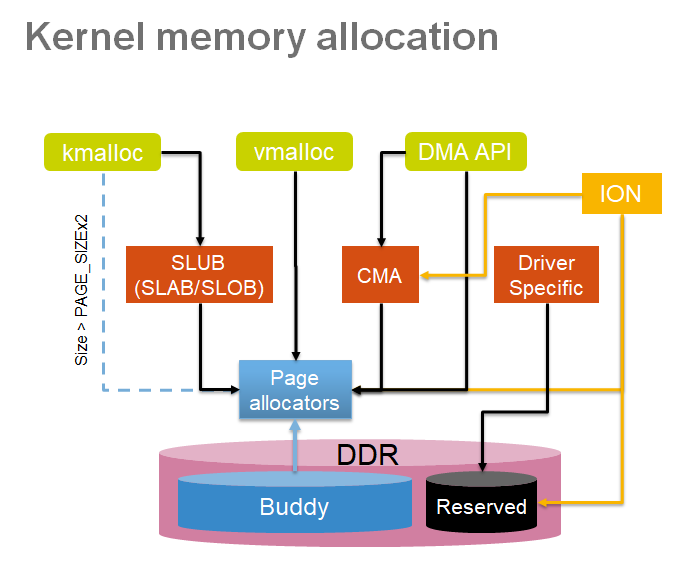 Kernel memory allocation
kmalloc
vmalloc
DMA API
ION
Size > PAGE_SIZEx2
SLUB
(SLAB/SLOB)
CMA
Driver
Specific
Page
allocators
DDR
Buddy
Reserved